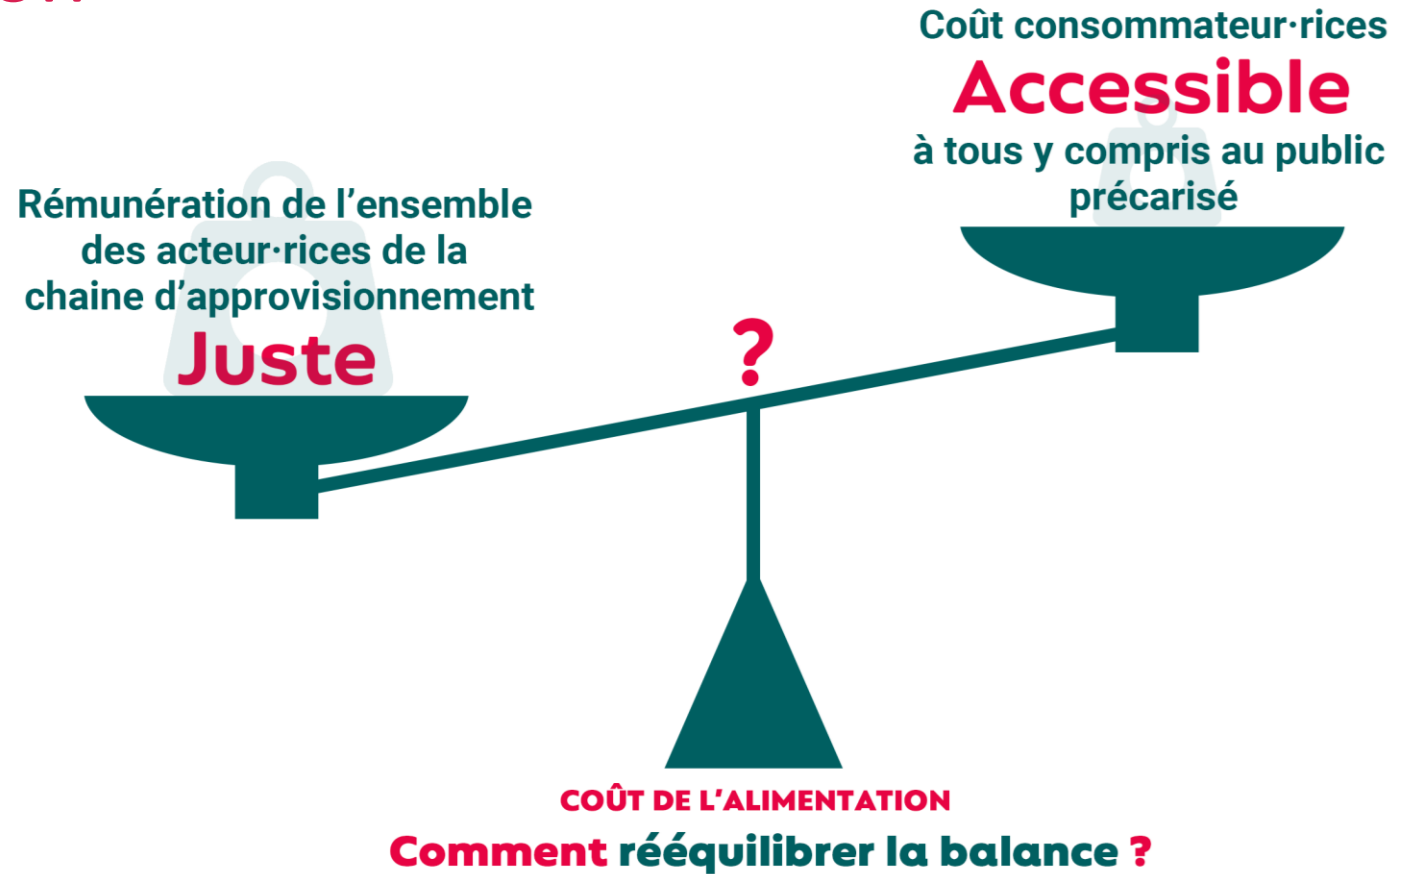 Coût consommateur·rices
Accessible
à tous y compris au public
précarisé
Rémunération de l’ensemble
des acteur·rices de la
chaine d’approvisionnement
Juste
?
COÛT DE L’ALIMENTATION
Comment rééquilibrer la balance ?